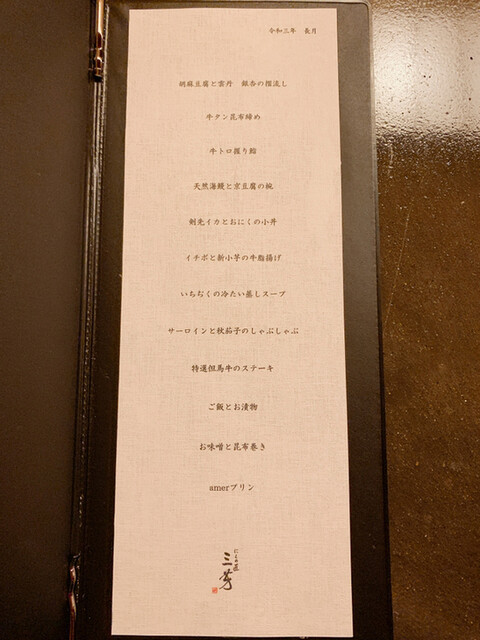 令和三年　長月
胡麻豆腐と雲丹　銀杏の摺流し
牛タン昆布締め
牛トロ握り鮨
天然海鰻と京豆腐の椀
剣先イカとおにくの小丼
イチボと新小芋の牛脂揚げ
いちぢくの冷たい蒸しスープ
サーロインと秋茄子のしゃぶしゃぶ
特選但馬牛のステーキ
ご飯とお漬物
お味噌と昆布巻き
amerプリン
にくの匠
三芳